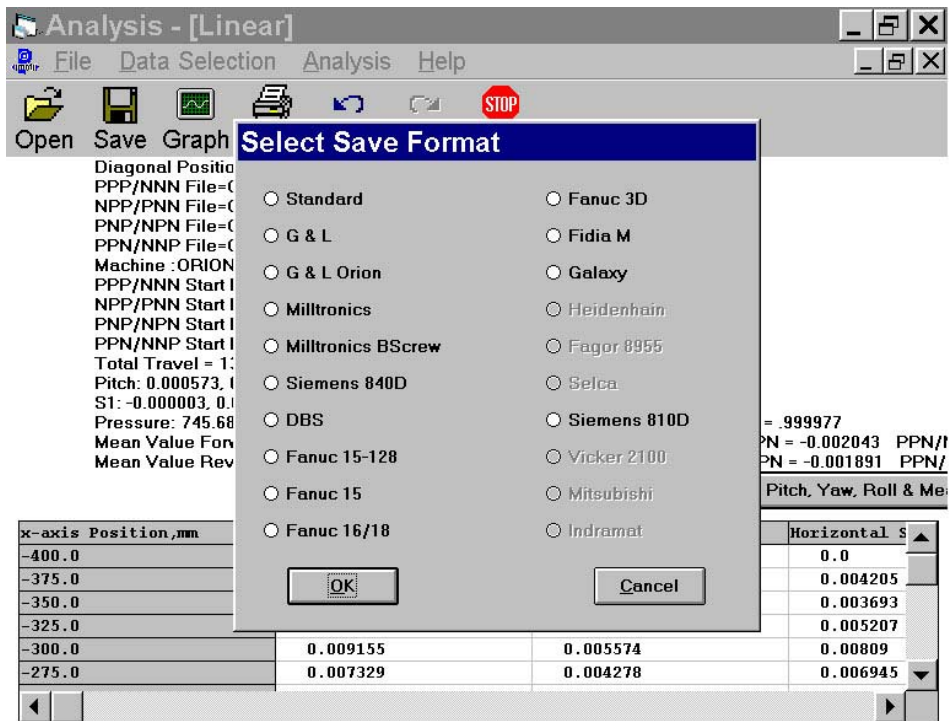 Analysis - [Linear]
File Data Selection Analysis Help
Open Save Graph STOP
Select Save Format
Diagonal Positio
PPP/NNN File=
NPP/PNN File=
PNP/NPN File=
PPN/NNP File=
Machine :ORION
PPP/NNN Start
NPP/PNN Start
PNP/NPN Start
PPN/NNP Start
Total Travel =
Pitch: 0.000573,
S1: -0.000003,
Pressure: 745.68 = .999977
Mean Value For PN = -0.002043 PPN/
Mean Value Rev PN = -0.001891 PPN/
Standard Fanuc 3D
G & L Fidia M
G & L Orion Galaxy
Milltronics Heidenhain
Milltronics BScrew Fagor 8955
Siemens 840D Selca
DBS Siemens 810D
Fanuc 15-128 Vicker 2100
Fanuc 15 Mitsubishi
Fanuc 16/18 Indramat
OK Cancel
Pitch, Yaw, Roll & Me
x-axis Position,mm Horizontal S
-400.0 0.0
-375.0 0.004205
-350.0 0.003693
-325.0 0.005207
-300.0 0.009155 0.005574 0.00809
-275.0 0.007329 0.004278 0.006945